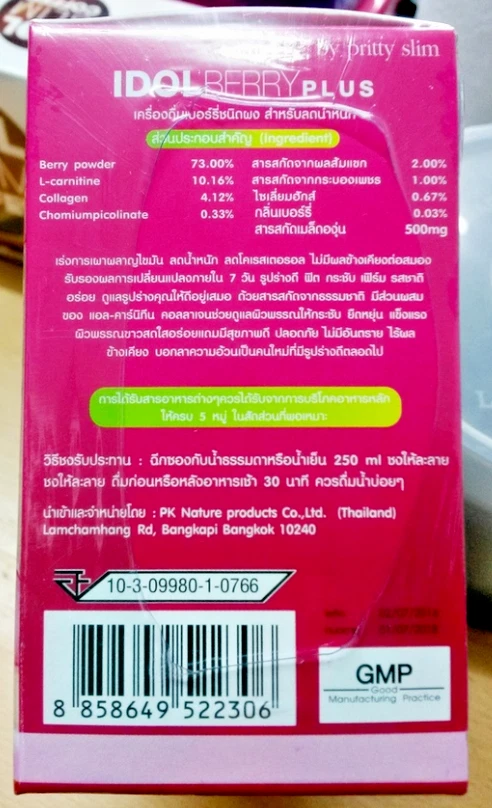 by pritty slim
IDOL BERRY PLUS
เครื่องดื่มเบอร์รี่ชนิดผง สำหรับลดน้ำหนัก
ส่วนประกอบสำคัญ (Ingredient)
Berry powder 73.00% สารสกัดจากผลส้มแขก 2.00%
L-carnitine 10.16% สารสกัดจากกระบองเพชร 1.00%
Collagen 4.12% ไซเลี่ยมฮักส์ 0.67%
Chomiumpicolinate 0.33% กลิ่นเบอร์รี่ 0.03%
สารสกัดเมล็ดองุ่น 500mg
เร่งการเผาผลาญไขมัน ลดน้ำหนัก ลดโคเรสเตอรอล ไม่มีผลข้างเคียงต่อสมอง
รับรองผลการเปลี่ยนแปลงภายใน 7 วัน รูปร่างดี ฟิต กระชับ เฟิร์ม รสชาติ
อร่อย ดูแลรูปร่างคุณให้ดีอยู่เสมอ ด้วยสารสกัดจากธรรมชาติ มีส่วนผสม
ของ แอล-คาร์นิทีน คอลลาเจนช่วยดูแลผิวพรรณให้กระชับ ยืดหยุ่น แข็งแรง
ผิวพรรณขาวสดใสอร่อยแถมมีสุขภาพดี ปลอดภัย ไม่มีอันตราย ไร้ผล
ข้างเคียง บอกลาความอ้วนเป็นคนใหม่ที่มีรูปร่างดีตลอดไป
การได้รับสารอาหารต่างๆควรได้รับจากการบริโภคอาหารหลัก
ให้ครบ 5 หมู่ ในสัดส่วนที่พอเหมาะ
วิธีชงรับประทาน : ฉีกซองกับน้ำธรรมดาหรือน้ำเย็น 250 ml ชงให้ละลาย
ชงให้ละลาย ดื่มก่อนหรือหลังอาหารเช้า 30 นาที ควรดื่มน้ำบ่อยๆ
นำเข้าและจำหน่ายโดย : PK Nature products Co.,Ltd. (Thailand)
Lamchamhang Rd, Bangkapi Bangkok 10240
10-3-09980-1-0766
8 858649 522306
GMP
Good
Manufacturing Practice